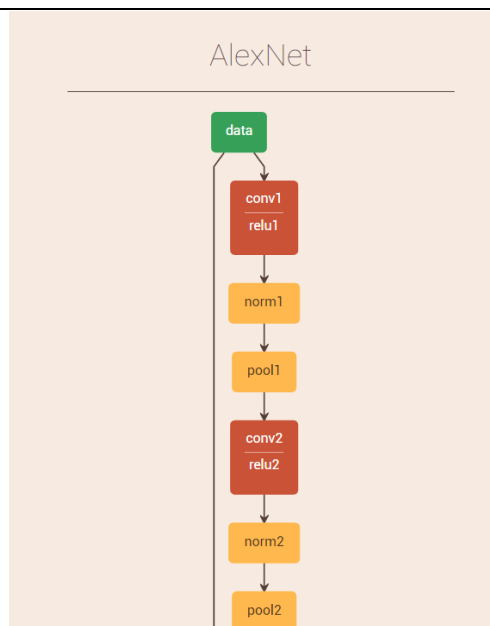 AlexNet
data
conv1
relu1
norm1
pool1
conv2
relu2
norm2
pool2